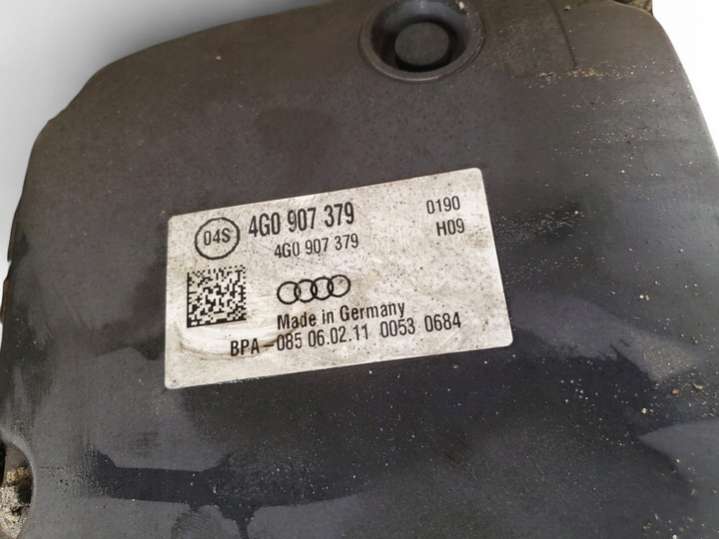 04S 4G0 907 379 0190
4G0 907 379 H09
Made in Germany
BPA-085 06.02.11 0053 0684